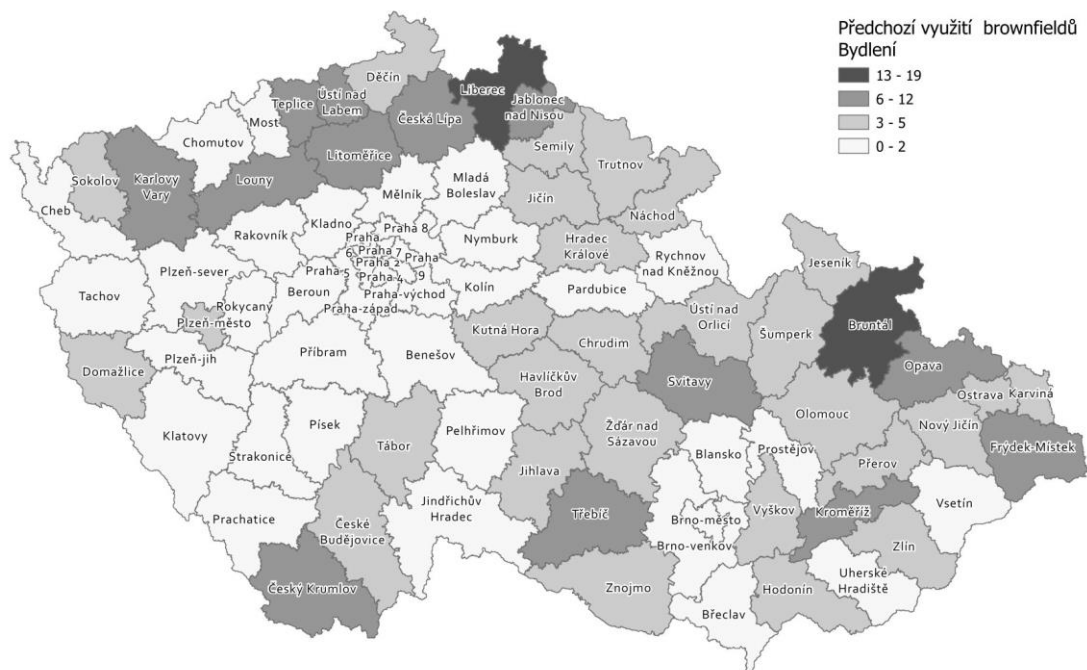 Předchozí využití brownfieldů
Bydlení
13 - 19
6 - 12
3 - 5
0 - 2
Děčín
Liberec
Ústí nad
Labem
Teplice
Jablonec
nad Nisou
Česká Lípa
Most
Chomutov
Litoměřice
Semily
Trutnov
Sokolov
Karlovy
Vary
Louny
Mladá
Boleslav
Mělník
Jičín
Cheb
Náchod
Kladno
Rakovník
Praha 8
Praha
Nymburk
Hradec
Králové
Praha 7
6
Praha
Praha 2
9
Rychnov
nad Kněžnou
Jeseník
Plzeň-sever
Praha 5
Praha 4
Tachov
Beroun
Kolín
Pardubice
Praha-východ
Rokycany
Praha-západ
Ústí nad
Orlicí
Plzeň-město
Kutná Hora
Šumperk
Bruntál
Chrudim
Příbram
Benešov
Plzeň-jih
Opava
Domažlice
Havlíčkův
Brod
Svitavy
Ostrava
Karviná
Olomouc
Nový Jičín
Klatovy
Písek
Pelhřimov
Žďár nad
Sázavou
Tábor
Frýdek-Místek
Strakonice
Blansko
Prostějov
Jihlava
Přerov
Jindřichův
Hradec
Vsetín
Prachatice
České
Budějovice
Třebíč
Brno-město
Vyškov
Kroměříž
Brno-venkov
Zlín
Uherské
Hradiště
Český Krumlov
Znojmo
Hodonín
Břeclav